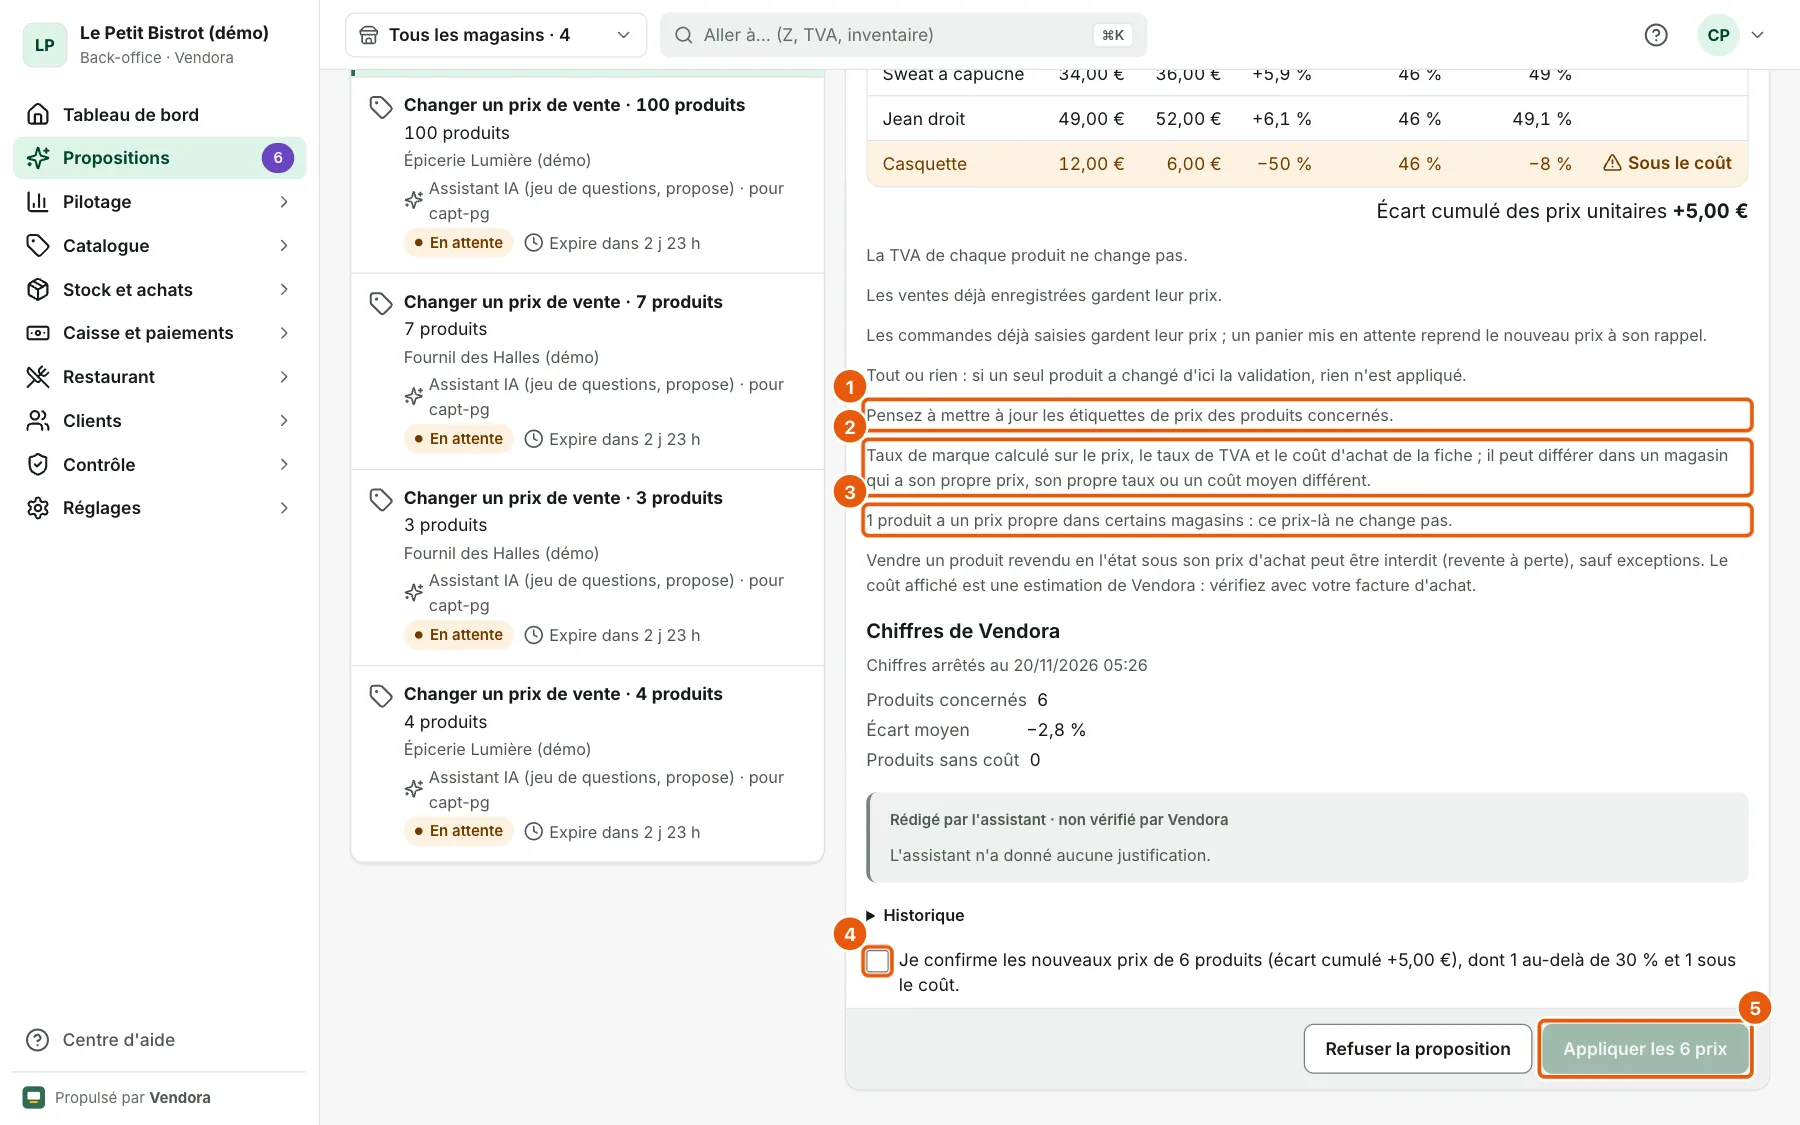 LP
Le Petit Bistrot (démo)
Back-office · Vendora
Tous les magasins · 4
Aller à... (Z, TVA, inventaire)
⌘K
CP
Tableau de bord
Propositions
6
Pilotage
Catalogue
Stock et achats
Caisse et paiements
Restaurant
Clients
Contrôle
Réglages
Centre d'aide
Propulsé par Vendora
Changer un prix de vente · 100 produits
100 produits
Épicerie Lumière (démo)
Assistant IA (jeu de questions, propose) · pour
capt-pg
En attente
Expire dans 2 j 23 h
Changer un prix de vente · 7 produits
7 produits
Fournil des Halles (démo)
Assistant IA (jeu de questions, propose) · pour
capt-pg
En attente
Expire dans 2 j 23 h
Changer un prix de vente · 3 produits
3 produits
Fournil des Halles (démo)
Assistant IA (jeu de questions, propose) · pour
capt-pg
En attente
Expire dans 2 j 23 h
Changer un prix de vente · 4 produits
4 produits
Épicerie Lumière (démo)
Assistant IA (jeu de questions, propose) · pour
capt-pg
En attente
Expire dans 2 j 23 h
Sweat à capuche 34,00 € 36,00 € +5,9 % 46 % 49 %
Jean droit 49,00 € 52,00 € +6,1 % 46 % 49,1 %
Casquette 12,00 € 6,00 € −50 % 46 % −8 % Sous le coût
Écart cumulé des prix unitaires +5,00 €
La TVA de chaque produit ne change pas.
Les ventes déjà enregistrées gardent leur prix.
Les commandes déjà saisies gardent leur prix ; un panier mis en attente reprend le nouveau prix à son rappel.
Tout ou rien : si un seul produit a changé d'ici la validation, rien n'est appliqué.
1
Pensez à mettre à jour les étiquettes de prix des produits concernés.
2
Taux de marque calculé sur le prix, le taux de TVA et le coût d'achat de la fiche ; il peut différer dans un magasin
qui a son propre prix, son propre taux ou un coût moyen différent.
3
1 produit a un prix propre dans certains magasins : ce prix-là ne change pas.
Vendre un produit revendu en l'état sous son prix d'achat peut être interdit (revente à perte), sauf exceptions. Le
coût affiché est une estimation de Vendora : vérifiez avec votre facture d'achat.
Chiffres de Vendora
Chiffres arrêtés au 20/11/2026 05:26
Produits concernés 6
Écart moyen −2,8 %
Produits sans coût 0
Rédigé par l'assistant · non vérifié par Vendora
L'assistant n'a donné aucune justification.
Historique
4
Je confirme les nouveaux prix de 6 produits (écart cumulé +5,00 €), dont 1 au-delà de 30 % et 1 sous
le coût.
5
Refuser la proposition
Appliquer les 6 prix